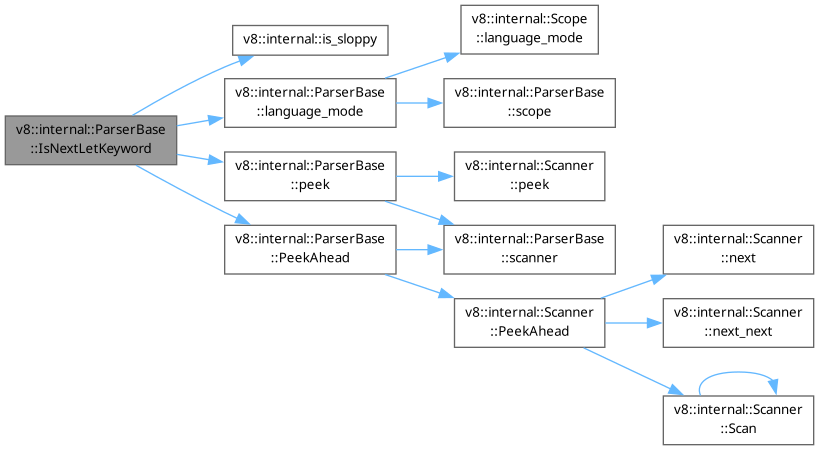 v8::internal::ParserBase
::IsNextLetKeyword
v8::internal::is_sloppy
v8::internal::ParserBase
::language_mode
v8::internal::Scope
::language_mode
v8::internal::ParserBase
::scope
v8::internal::ParserBase
::peek
v8::internal::Scanner
::peek
v8::internal::ParserBase
::scanner
v8::internal::ParserBase
::PeekAhead
v8::internal::Scanner
::PeekAhead
v8::internal::Scanner
::next
v8::internal::Scanner
::next_next
v8::internal::Scanner
::Scan